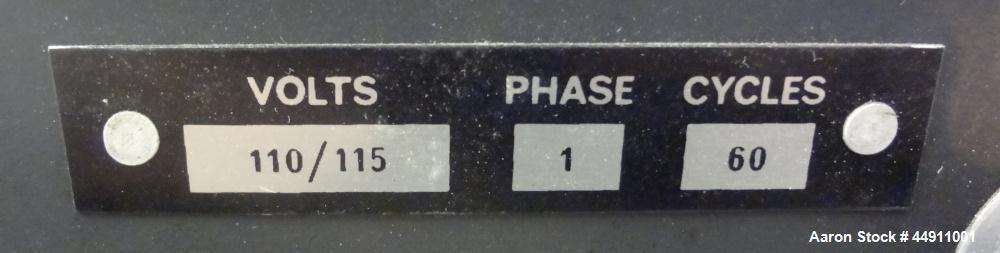 VOLTS PHASE CYCLES
110/115 1 60
Aaron Stock # 44911001